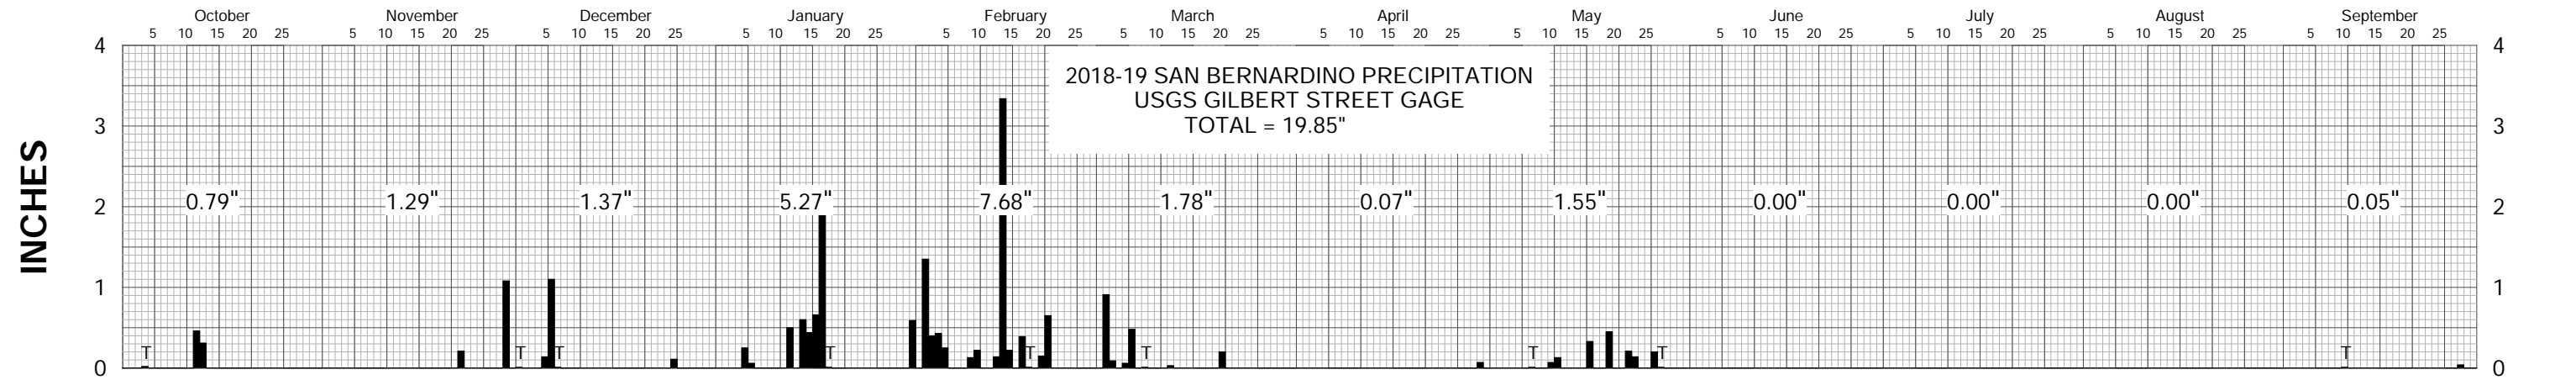 October November December January February March April May June July August September
5 10 15 20 25 5 10 15 20 25 5 10 15 20 25 5 10 15 20 25 5 10 15 20 25 5 10 15 20 25 5 10 15 20 25 5 10 15 20 25 5 10 15 20 25 5 10 15 20 25 5 10 15 20 25 5 10 15 20 25
4 4
2018-19 SAN BERNARDINO PRECIPITATION
USGS GILBERT STREET GAGE
TOTAL = 19.85"
3 3
INCHES
0.79" 1.29" 1.37" 5.27" 7.68" 1.78" 0.07" 1.55" 0.00" 0.00" 0.00" 0.05"
2 2
1 1
T T T T T T T T T
0 0